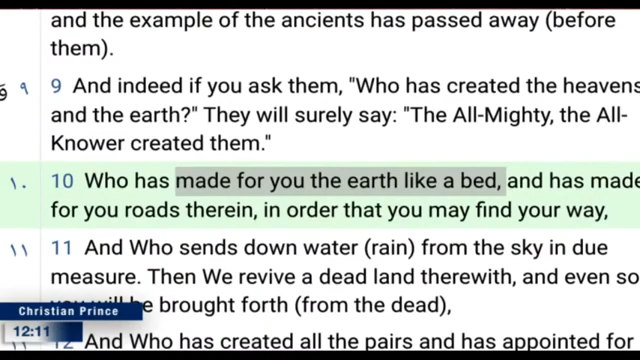 and the example of the ancients has passed away (before
them).
٩ 9 And indeed if you ask them, "Who has created the heavens
and the earth?" They will surely say: "The All-Mighty, the All-
Knower created them."
١٠ 10 Who has made for you the earth like a bed, and has made
for you roads therein, in order that you may find your way,
١١ 11 And Who sends down water (rain) from the sky in due
measure. Then We revive a dead land therewith, and even so
be brought forth (from the dead),
Christian Prince
12:11
12 And Who has created all the pairs and has appointed for